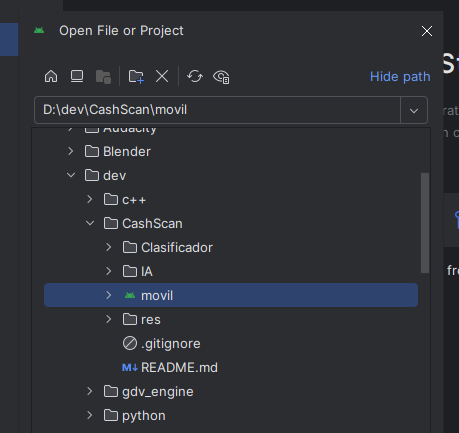 Open File or Project
Hide path
D:\dev\CashScan\movil
Audacity
Blender
dev
c++
CashScan
Clasificador
IA
movil
res
.gitignore
M↓ README.md
gdv_engine
python